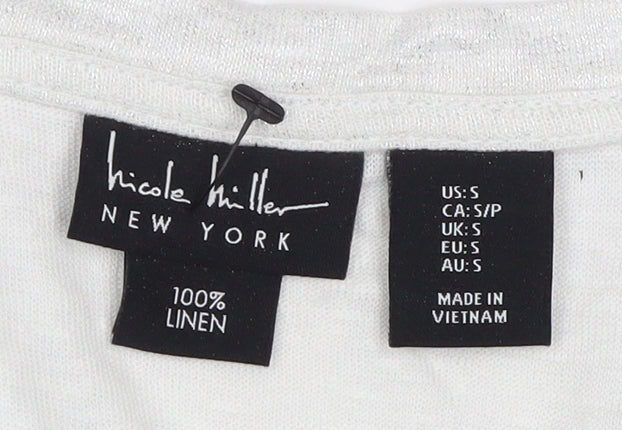 nicole miller
NEW YORK
100%
LINEN
US: S
CA: S/P
UK: S
EU: S
AU: S
MADE IN
VIETNAM